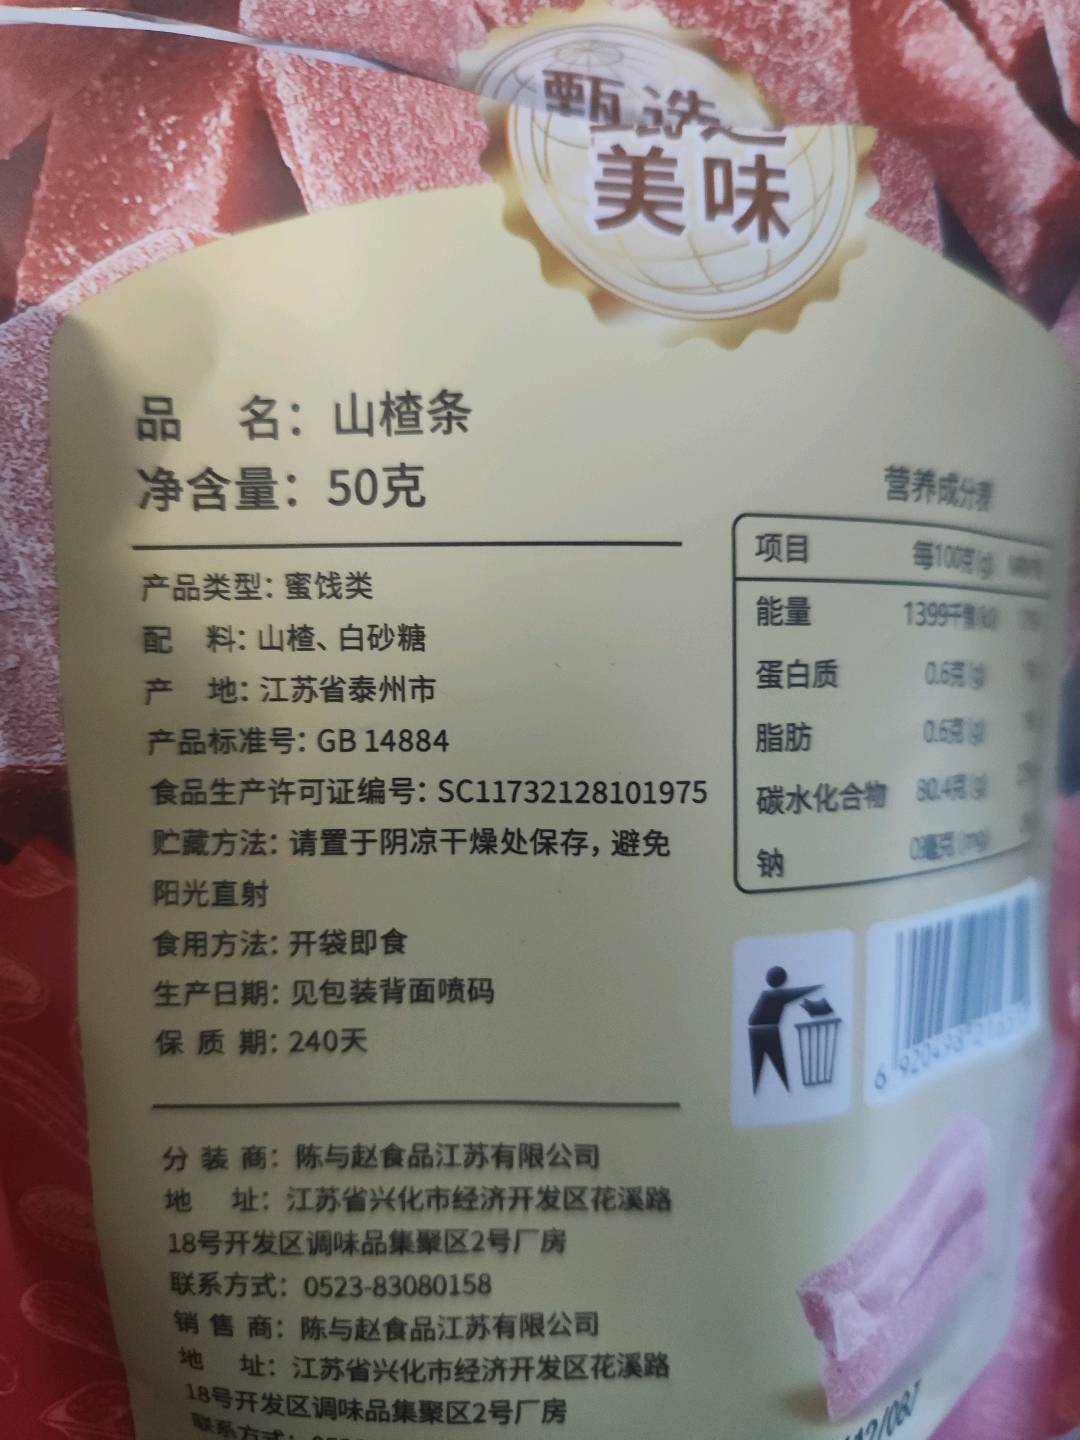 甄选
美味
品 名：山楂条
净含量：50克
产品类型：蜜饯类
配 料：山楂、白砂糖
产 地：江苏省泰州市
产品标准号：GB 14884
食品生产许可证编号：SC11732128101975
贮藏方法：请置于阴凉干燥处保存，避免
阳光直射
食用方法：开袋即食
生产日期：见包装背面喷码
保 质 期：240天
分 装 商：陈与赵食品江苏有限公司
地 址：江苏省兴化市经济开发区花溪路
18号开发区调味品集聚区2号厂房
联系方式：0523-83080158
销 售 商：陈与赵食品江苏有限公司
地 址：江苏省兴化市经济开发区花溪路
18号开发区调味品集聚区2号厂房
联系方式：
营养成分表
项目 每100克(g)
能量 1399千焦(kJ)
蛋白质 0.6克(g)
脂肪 0.6克(g)
碳水化合物 80.4克(g)
钠 0毫克(mg)